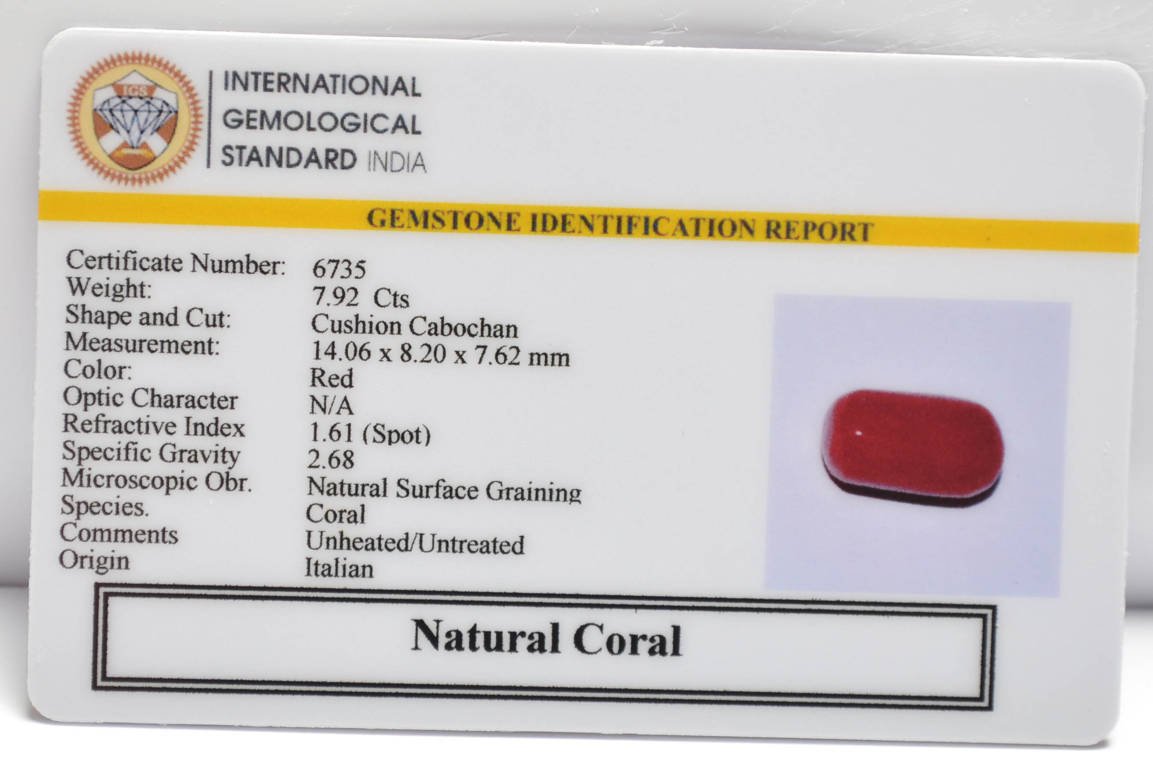 IGS
INTERNATIONAL
GEMOLOGICAL
STANDARD INDIA
GEMSTONE IDENTIFICATION REPORT
Certificate Number: 6735
Weight: 7.92 Cts
Shape and Cut: Cushion Cabochan
Measurement: 14.06 x 8.20 x 7.62 mm
Color: Red
Optic Character N/A
Refractive Index 1.61 (Spot)
Specific Gravity 2.68
Microscopic Obr. Natural Surface Graining
Species. Coral
Comments Unheated/Untreated
Origin Italian
Natural Coral